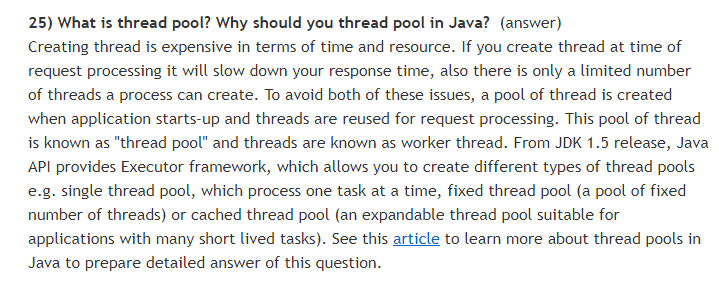 25) What is thread pool? Why should you thread pool in Java?  (answer)
Creating thread is expensive in terms of time and resource. If you create thread at time of
request processing it will slow down your response time, also there is only a limited number
of threads a process can create. To avoid both of these issues, a pool of thread is created
when application starts-up and threads are reused for request processing. This pool of thread
is known as "thread pool" and threads are known as worker thread. From JDK 1.5 release, Java
API provides Executor framework, which allows you to create different types of thread pools
e.g. single thread pool, which process one task at a time, fixed thread pool (a pool of fixed
number of threads) or cached thread pool (an expandable thread pool suitable for
applications with many short lived tasks). See this article to learn more about thread pools in
Java to prepare detailed answer of this question.